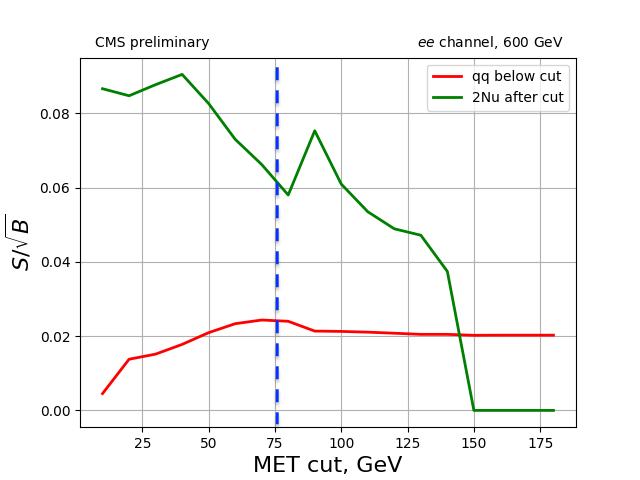 CMS preliminary
ee channel, 600 GeV
qq below cut
2Nu after cut
S/√B
0.08
0.06
0.04
0.02
0.00
25 50 75 100 125 150 175
MET cut, GeV